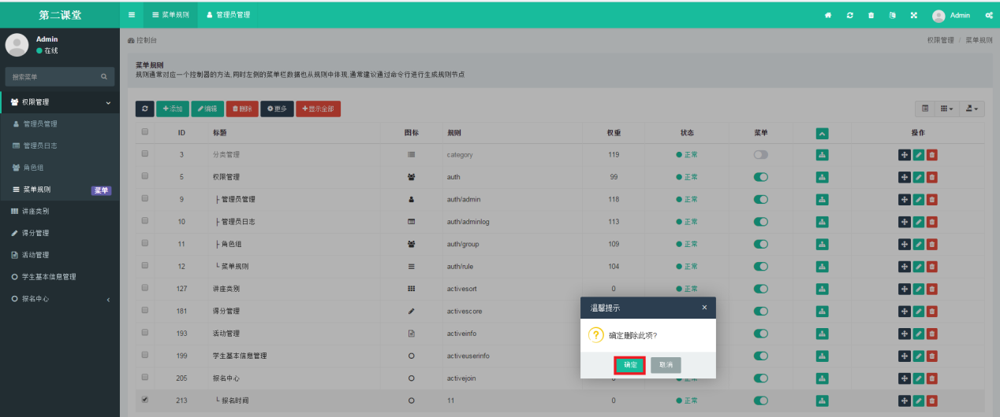 第二课堂
菜单规则 管理员管理 Admin
Admin
在线
搜索菜单
权限管理
管理员管理
管理员日志
角色组
菜单规则 菜单
讲座类别
得分管理
活动管理
学生基本信息管理
报名中心
控制台 权限管理 / 菜单规则
菜单规则
规则通常对应一个控制器的方法,同时左侧的菜单栏数据也从规则中体现,通常建议通过命令行进行生成规则节点
添加 编辑 删除 更多 显示全部
ID 标题 图标 规则 权重 状态 菜单 操作
3 分类管理 category 119 正常
5 权限管理 auth 99 正常
9 ├ 管理员管理 auth/admin 118 正常
10 ├ 管理员日志 auth/adminlog 113 正常
11 ├ 角色组 auth/group 109 正常
12 └ 菜单规则 auth/rule 104 正常
127 讲座类别 activesort 0 正常
181 得分管理 activescore
193 活动管理 activeinfo
199 学生基本信息管理 activeuserinfo
205 报名中心 activejoin
213 └ 报名时间 11 0 正常
温馨提示 ×
确定删除此项?
确定 取消